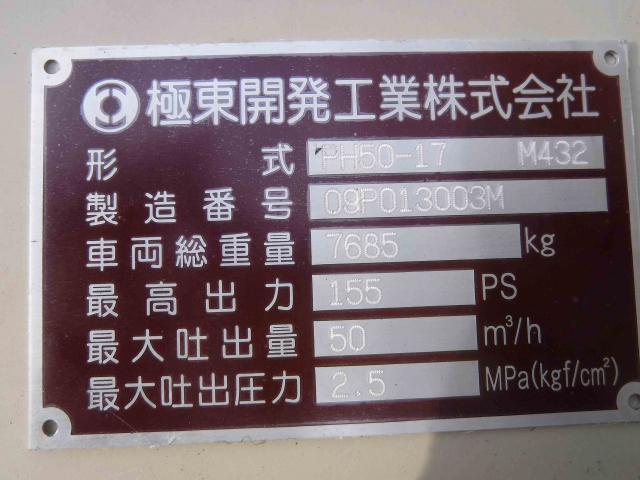 極東開発工業株式会社
形式 PH50-17 M432
製造番号 09P013003M
車両総重量 7685 kg
最高出力 155 PS
最大吐出量 50 m³/h
最大吐出圧力 2.5 MPa(kgf/cm²)